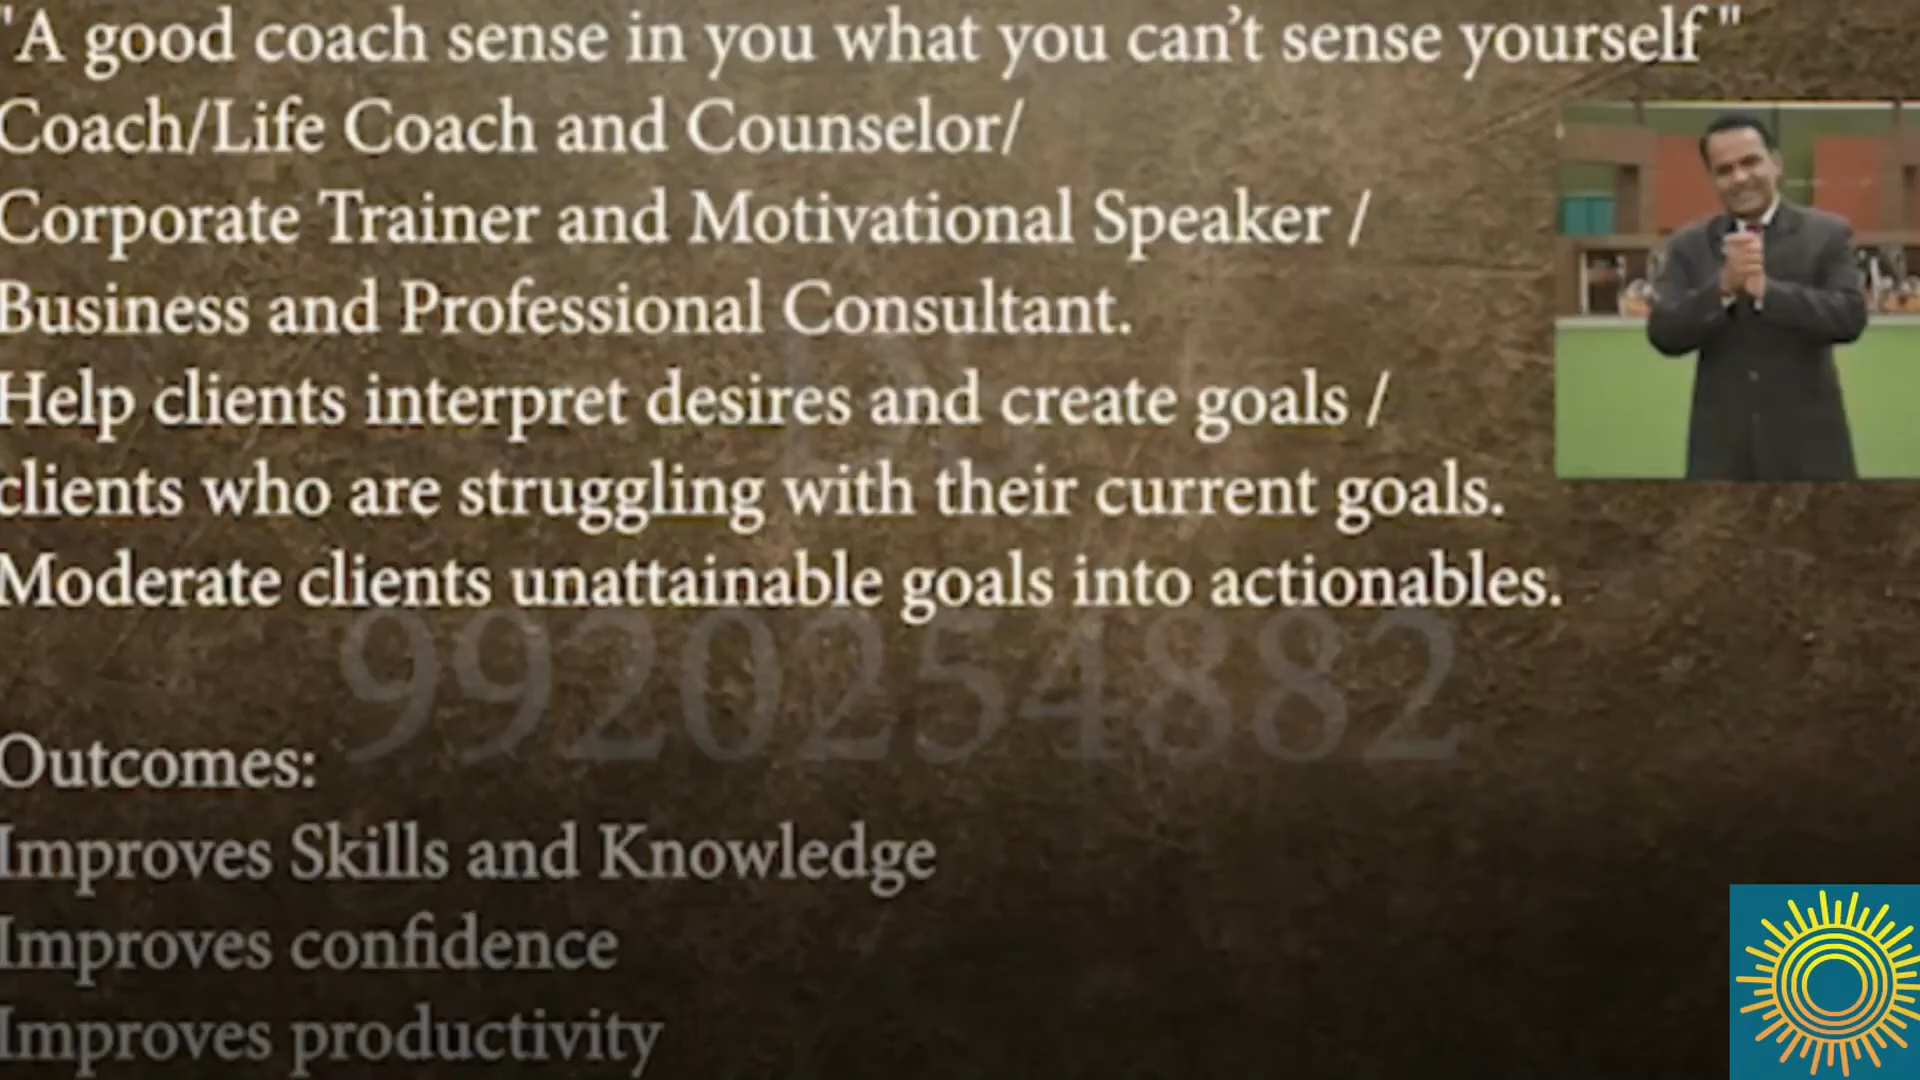 "A good coach sense in you what you can’t sense yourself "
Coach/Life Coach and Counselor/
Corporate Trainer and Motivational Speaker /
Business and Professional Consultant.
Help clients interpret desires and create goals /
clients who are struggling with their current goals.
Moderate clients unattainable goals into actionables.
9920254882
Outcomes:
Improves Skills and Knowledge
Improves confidence
Improves productivity